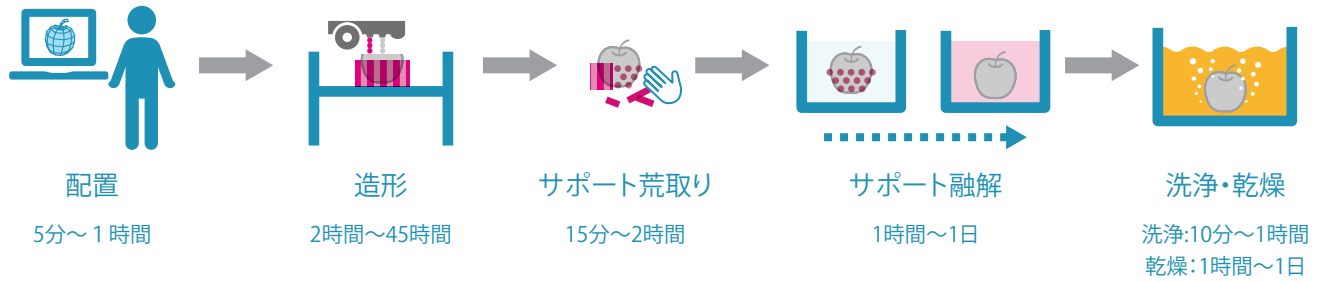 配置
造形
サポート荒取り
サポート融解
洗浄・乾燥
5分〜1時間
2時間〜45時間
15分〜2時間
1時間〜1日
洗浄:10分〜1時間
乾燥：1時間〜1日